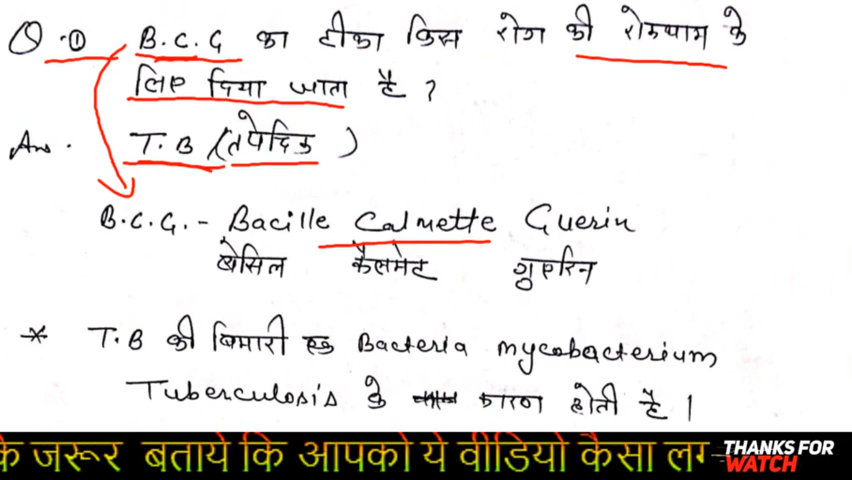 Q.① B.C.G का टीका किस रोग की रोकथाम के
लिए दिया जाता है ?
Ans. T.B (तपेदिक)
B.C.G. - Bacille Calmette Guerin
बेसिल कैलमेट गुएरिन
* T.B की बिमारी एक Bacteria mycobacterium
Tuberculosis के कारण होती है।
के जरूर बताये कि आपको ये वीडियो कैसा लग
THANKS FOR
WATCH